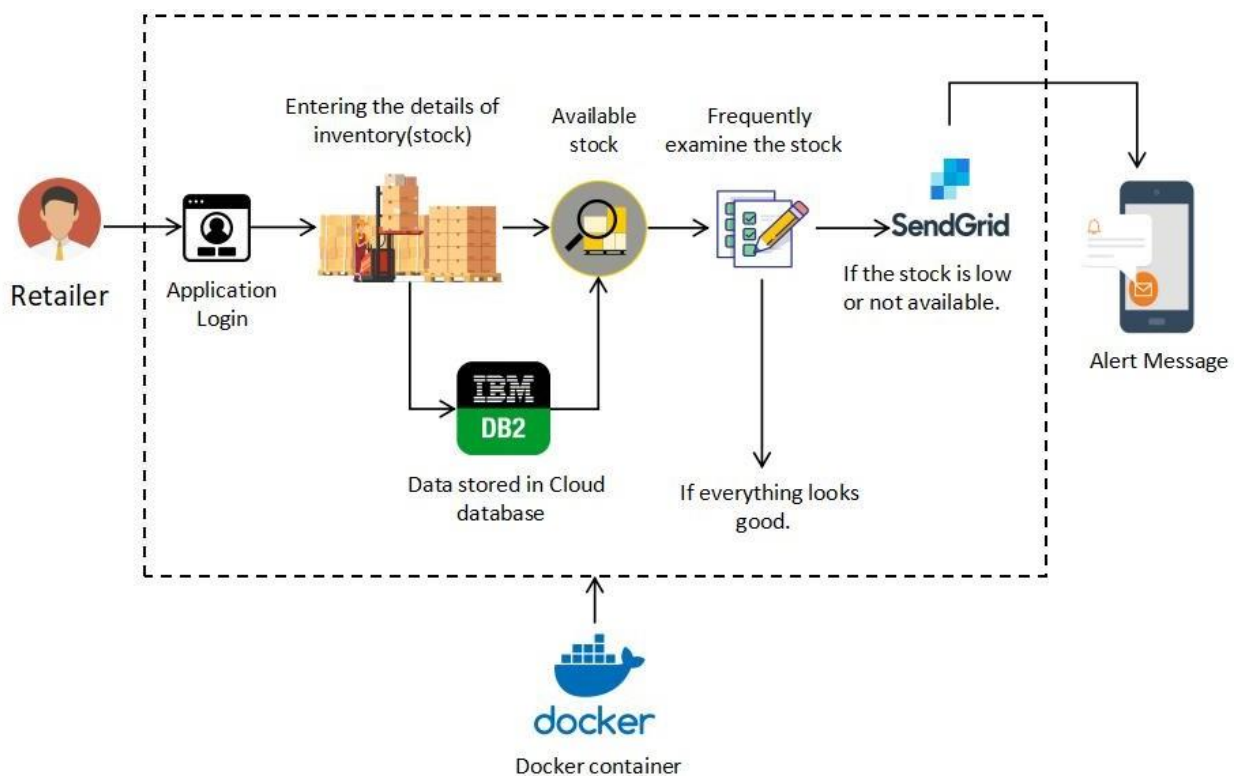 Entering the details of
inventory(stock)
Available
stock
Frequently
examine the stock
SendGrid
If the stock is low
or not available.
Retailer
Application
Login
Alert Message
IBM
DB2
Data stored in Cloud
database
If everything looks
good.
docker
Docker container